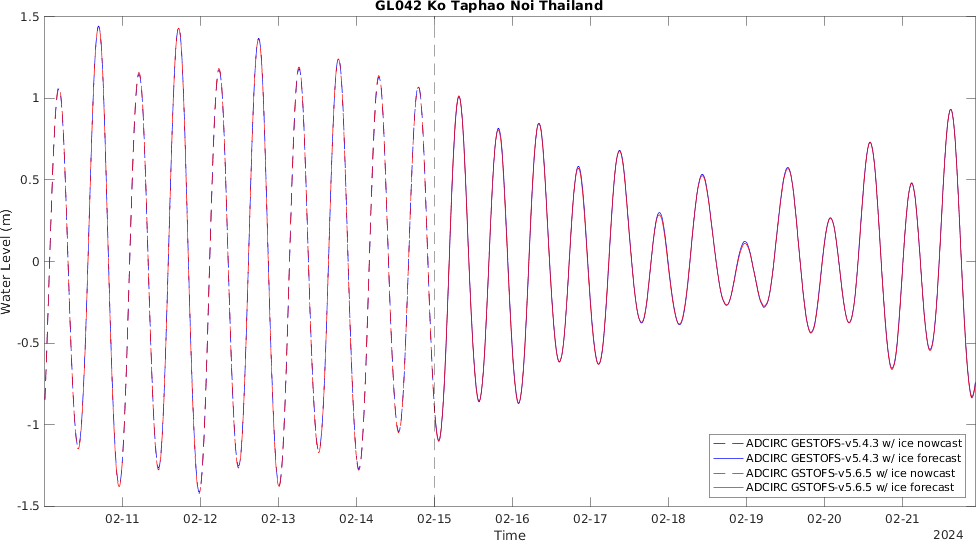 GL042 Ko Taphao Noi Thailand
1.5
1
0.5
0
-0.5
-1
-1.5
Water Level (m)
02-11 02-12 02-13 02-14 02-15 02-16 02-17 02-18 02-19 02-20 02-21
Time
2024
ADCIRC GESTOFS-v5.4.3 w/ ice nowcast
ADCIRC GESTOFS-v5.4.3 w/ ice forecast
ADCIRC GSTOFS-v5.6.5 w/ ice nowcast
ADCIRC GSTOFS-v5.6.5 w/ ice forecast